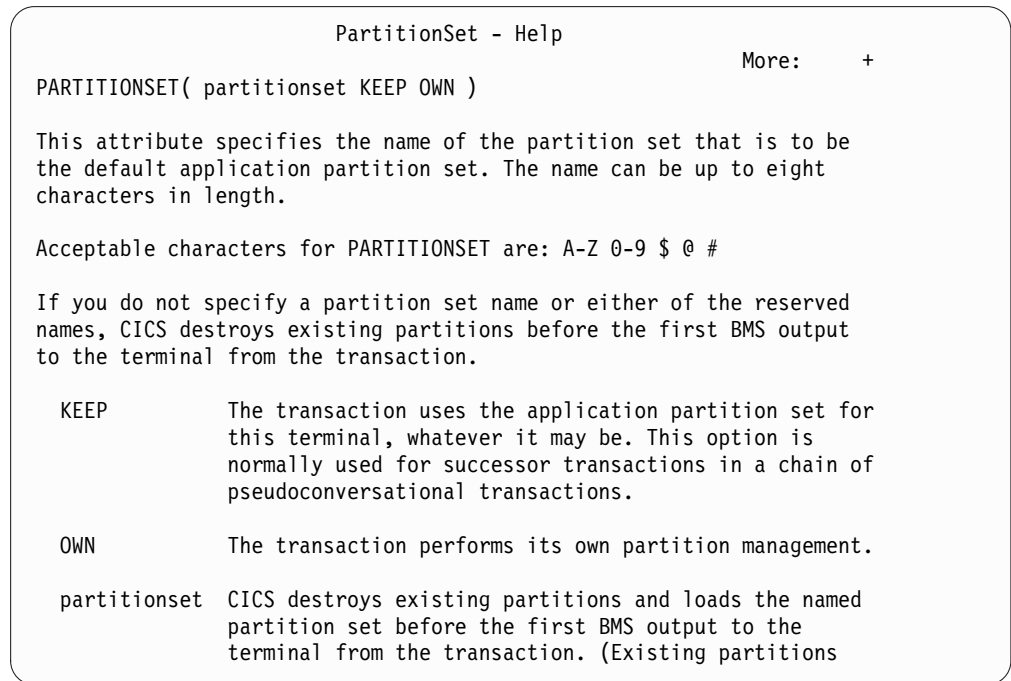 PartitionSet - Help
More: +
PARTITIONSET( partitionset KEEP OWN )
This attribute specifies the name of the partition set that is to be
the default application partition set. The name can be up to eight
characters in length.
Acceptable characters for PARTITIONSET are: A-Z 0-9 $ @ #
If you do not specify a partition set name or either of the reserved
names, CICS destroys existing partitions before the first BMS output
to the terminal from the transaction.
KEEP The transaction uses the application partition set for
this terminal, whatever it may be. This option is
normally used for successor transactions in a chain of
pseudoconversational transactions.
OWN The transaction performs its own partition management.
partitionset CICS destroys existing partitions and loads the named
partition set before the first BMS output to the
terminal from the transaction. (Existing partitions